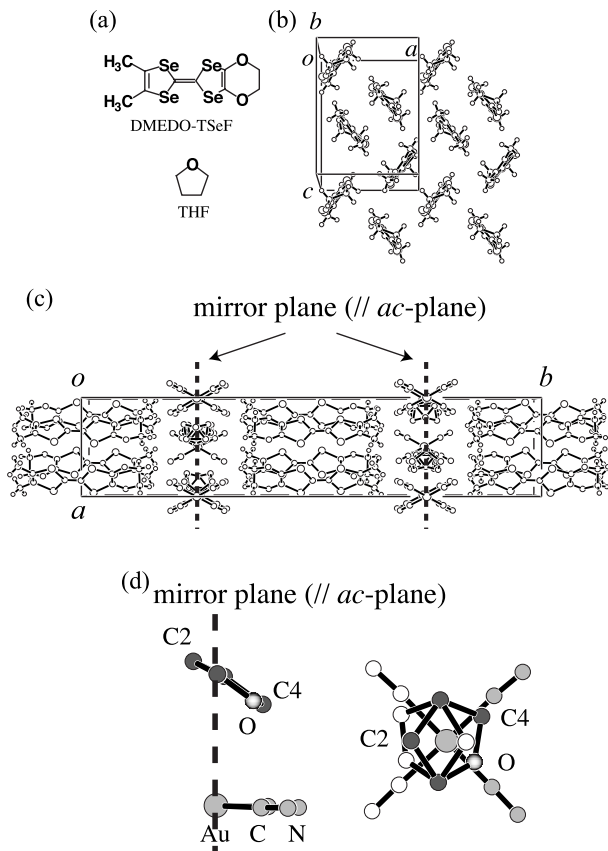 (a)
H₃C
H₃C
Se
Se
Se
Se
O
O
DMEDO-TSeF
O
THF
(b)
b
o
a
c
(c)
mirror plane (// ac-plane)
o
b
a
(d)
mirror plane (// ac-plane)
C2
C4
O
Au C N
C2
C4
O